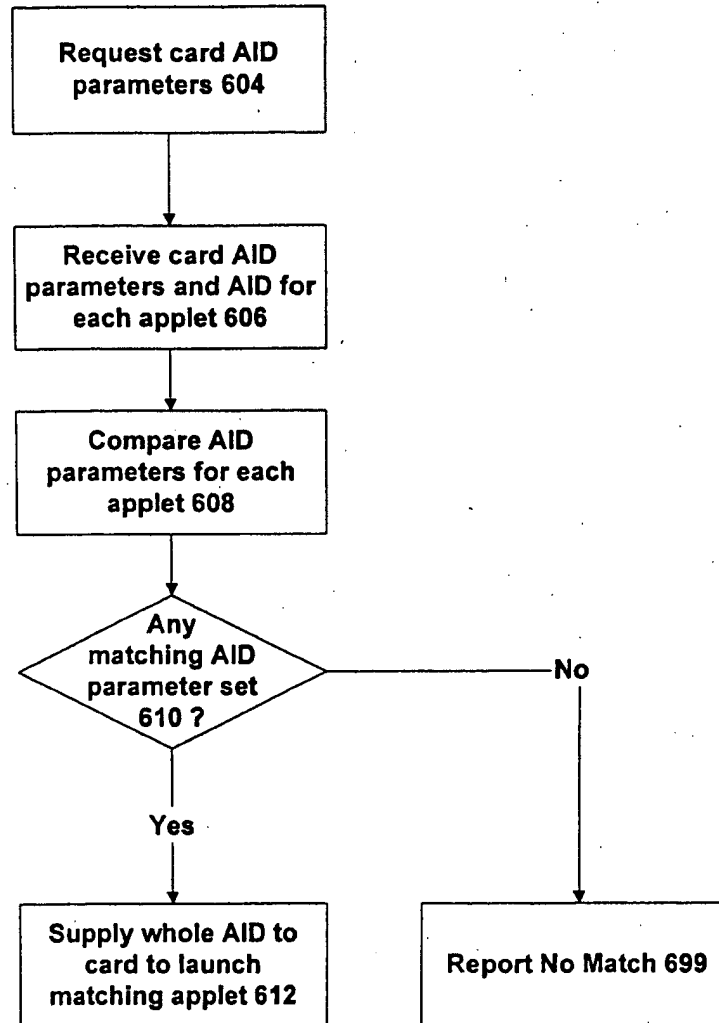 Request card AID
parameters 604
Receive card AID
parameters and AID for
each applet 606
Compare AID
parameters for each
applet 608
Any
matching AID
parameter set
610 ?
No
Yes
Supply whole AID to
card to launch
matching applet 612
Report No Match 699